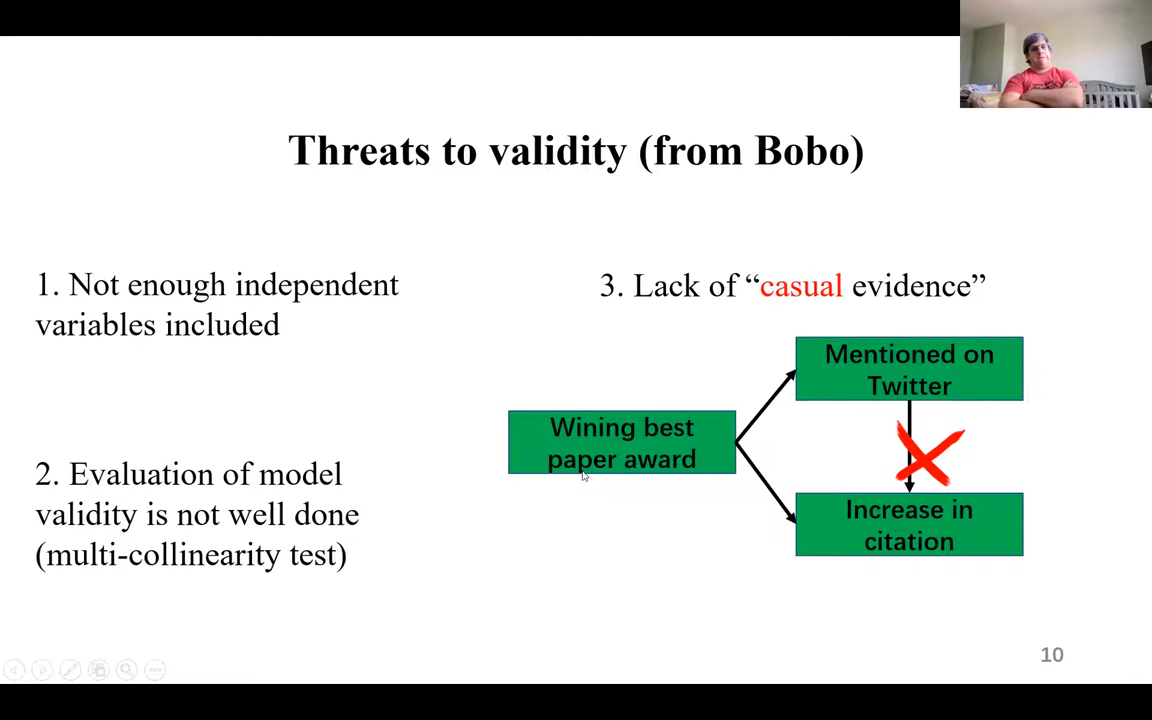 Threats to validity (from Bobo)
1. Not enough independent
variables included
2. Evaluation of model
validity is not well done
(multi-collinearity test)
3. Lack of “casual evidence”
Mentioned on
Twitter
Wining best
paper award
Increase in
citation
10